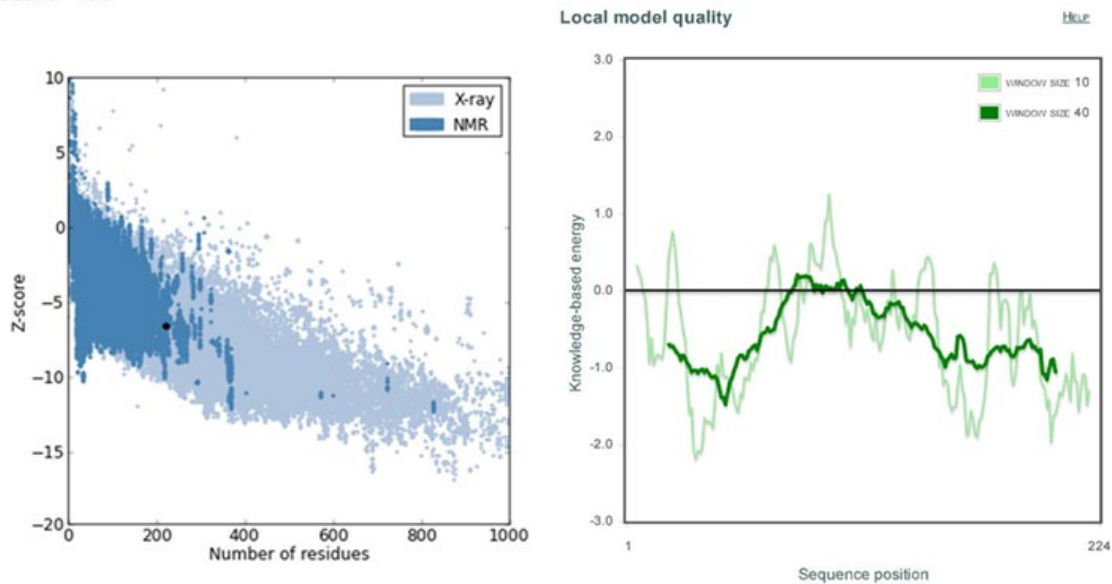 Local model quality
HELP
10
5
0
−5
−10
−15
−20
Z-score
X-ray
NMR
0
200
400
600
800
1000
Number of residues
3.0
2.0
1.0
0.0
-1.0
-2.0
-3.0
Knowledge-based energy
WINDOW SIZE 10
WINDOW SIZE 40
1
224
Sequence position